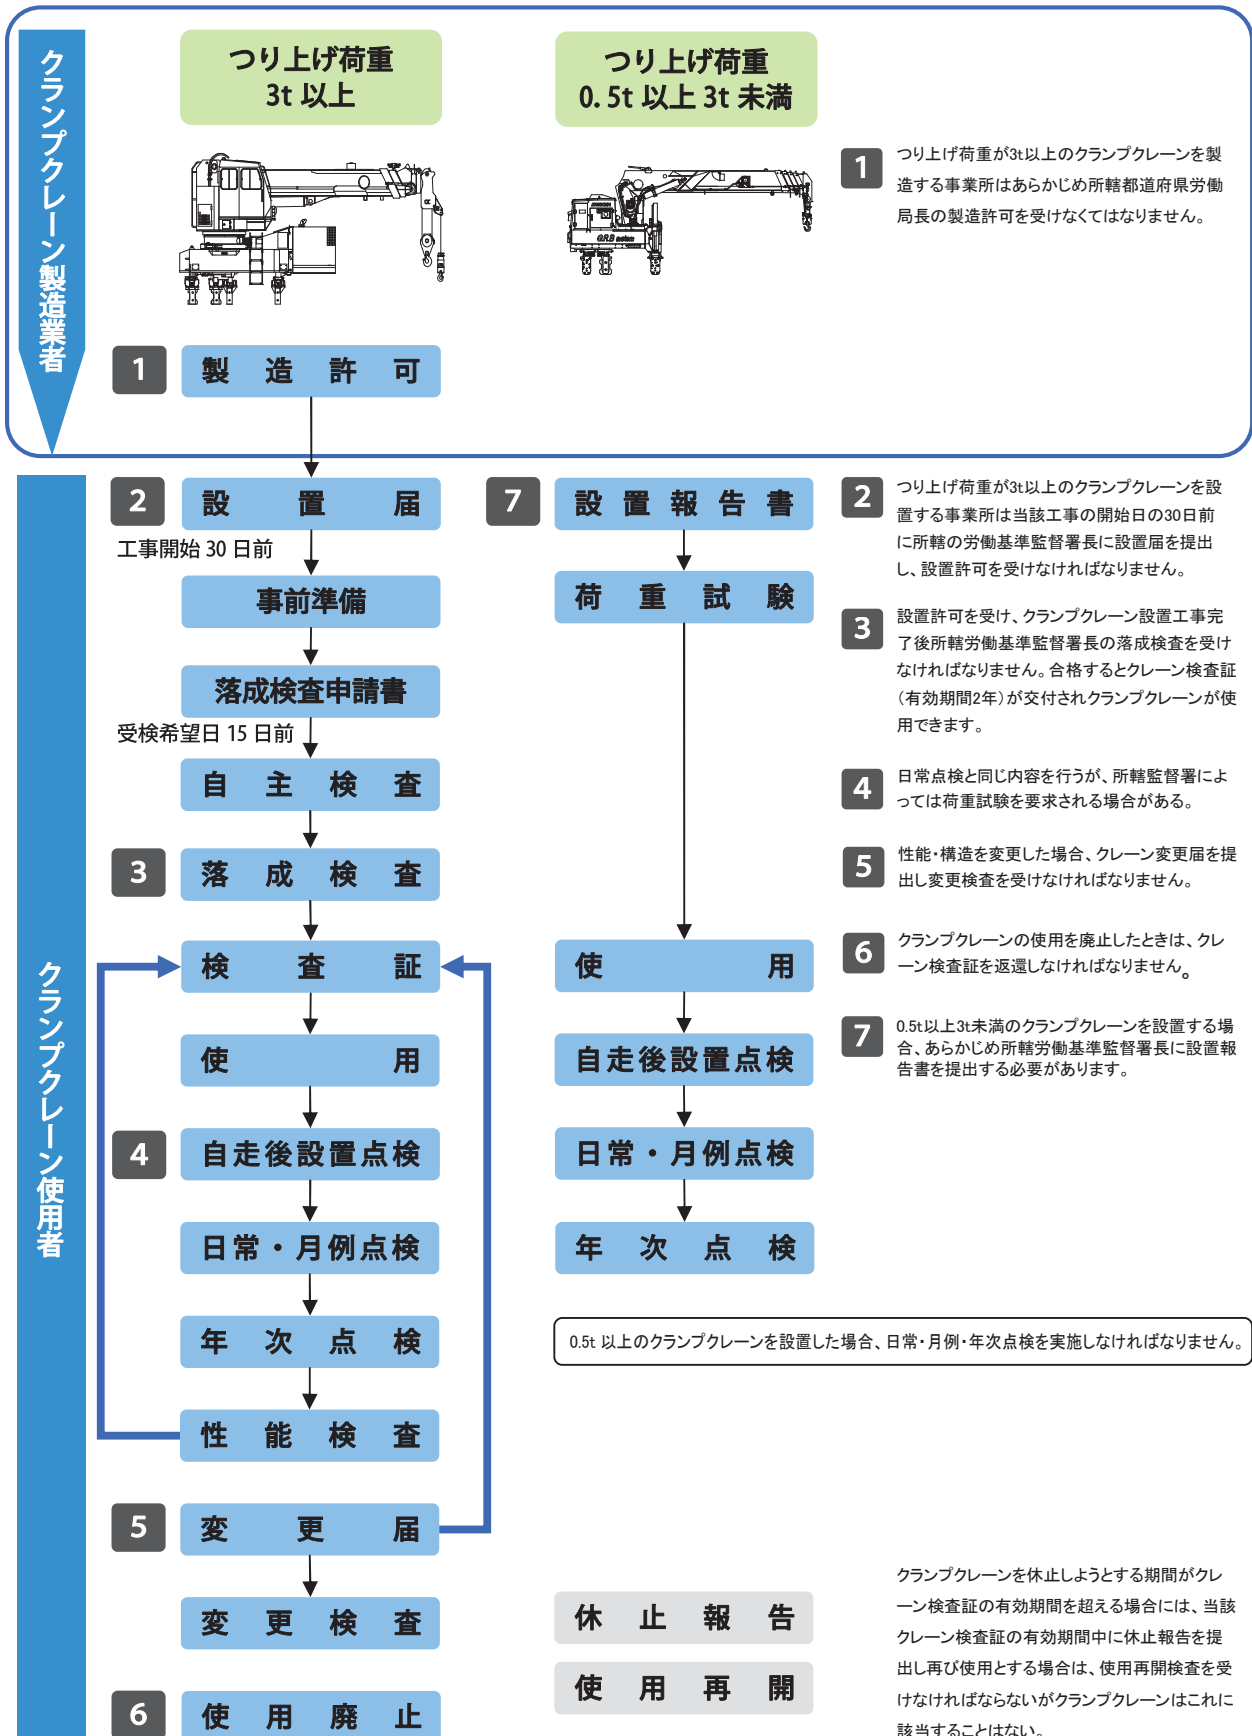 クランプクレーン製造業者
つり上げ荷重
3t 以上
つり上げ荷重
0.5t 以上 3t 未満
G.R.B
1 つり上げ荷重が3t以上のクランプクレーンを製
造する事業所はあらかじめ所轄都道府県労働
局長の製造許可を受けなくてはなりません。
1 製造許可
クランプクレーン使用者
2 設置届
工事開始 30 日前
事前準備
落成検査申請書
受検希望日 15 日前
自主検査
3 落成検査
検査証
使用
4 自走後設置点検
日常・月例点検
年次点検
性能検査
5 変更届
変更検査
6 使用廃止
7 設置報告書
荷重試験
使用
自走後設置点検
日常・月例点検
年次点検
2 つり上げ荷重が3t以上のクランプクレーンを設
置する事業所は当該工事の開始日の30日前
に所轄の労働基準監督署長に設置届を提出
し、設置許可を受けなければなりません。
3 設置許可を受け、クランプクレーン設置工事完
了後所轄労働基準監督署長の落成検査を受け
なければなりません。合格するとクレーン検査証
(有効期間2年)が交付されクランプクレーンが使
用できます。
4 日常点検と同じ内容を行うが、所轄監督署によ
っては荷重試験を要求される場合がある。
5 性能・構造を変更した場合、クレーン変更届を提
出し変更検査を受けなければなりません。
6 クランプクレーンの使用を廃止したときは、クレ
ーン検査証を返還しなければなりません。
7 0.5t以上3t未満のクランプクレーンを設置する場
合、あらかじめ所轄労働基準監督署長に設置報
告書を提出する必要があります。
0.5t 以上のクランプクレーンを設置した場合、日常・月例・年次点検を実施しなければなりません。
休止報告
使用再開
クランプクレーンを休止しようとする期間がクレ
ーン検査証の有効期間を超える場合には、当該
クレーン検査証の有効期間中に休止報告を提
出し再び使用とする場合は、使用再開検査を受
けなければならないがクランプクレーンはこれに
該当することはない。